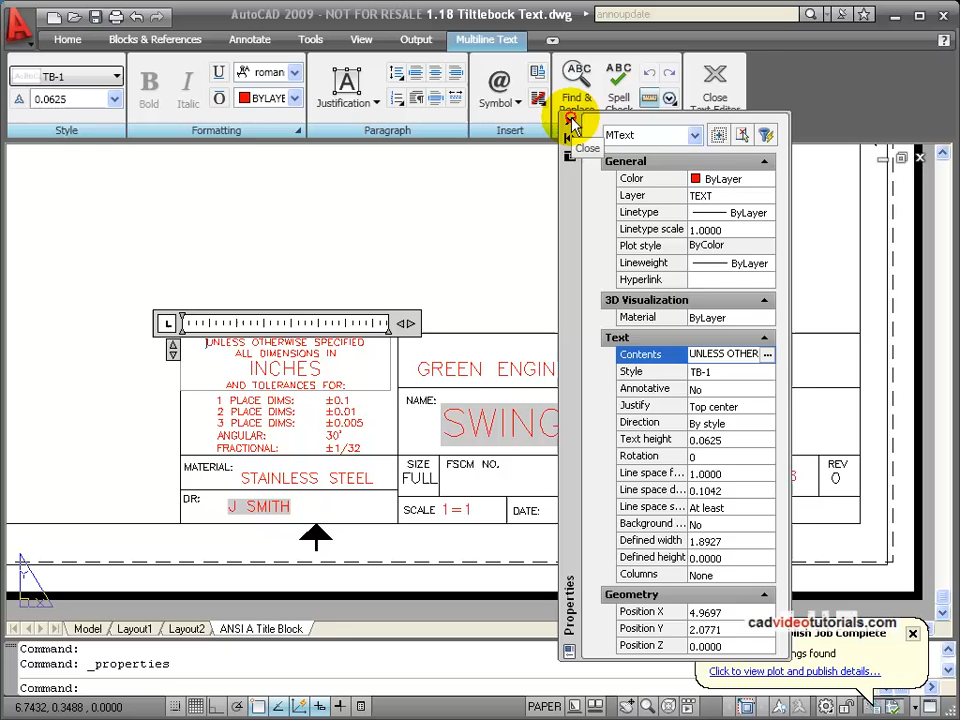 AutoCAD 2009 - NOT FOR RESALE 1.18 Tiltlebock Text.dwg
annoupdate
Home Blocks & References Annotate Tools View Output Multiline Text
TB-1
0.0625
Bold Italic
U
O
roman
BYLAYE
Justification
Symbol
ABC
Find &
Replace
ABC
Spell
Check
Close
Text Editor
Style Formatting Paragraph Insert
Close
MText
General
Color ByLayer
Layer TEXT
Linetype ByLayer
Linetype scale 1.0000
Plot style ByColor
Lineweight ByLayer
Hyperlink
3D Visualization
Material ByLayer
Text
Contents UNLESS OTHER ...
Style TB-1
Annotative No
Justify Top center
Direction By style
Text height 0.0625
Rotation 0
Line space f... 1.0000
Line space d... 0.1042
Line space s... At least
Background ... No
Defined width 1.8927
Defined height 0.0000
Columns None
Geometry
Position X 4.9697
Position Y 2.0771
Position Z 0.0000
Properties
L
UNLESS OTHERWISE SPECIFIED
ALL DIMENSIONS IN
INCHES
AND TOLERANCES FOR:
1 PLACE DIMS: ±0.1
2 PLACE DIMS: ±0.01
3 PLACE DIMS: ±0.005
ANGULAR: 30'
FRACTIONAL: ±1/32
MATERIAL: STAINLESS STEEL
DR: J SMITH
GREEN ENGIN
NAME: SWING
SIZE
FULL
FSCM NO.
REV
0
SCALE 1=1
DATE:
Model Layout1 Layout2 ANSI A Title Block
Command:
Command: _properties
Command:
cadvideotutorials.com
lish Job Complete
ngs found
Click to view plot and publish details...
6.7432, 0.3488, 0.0000
PAPER